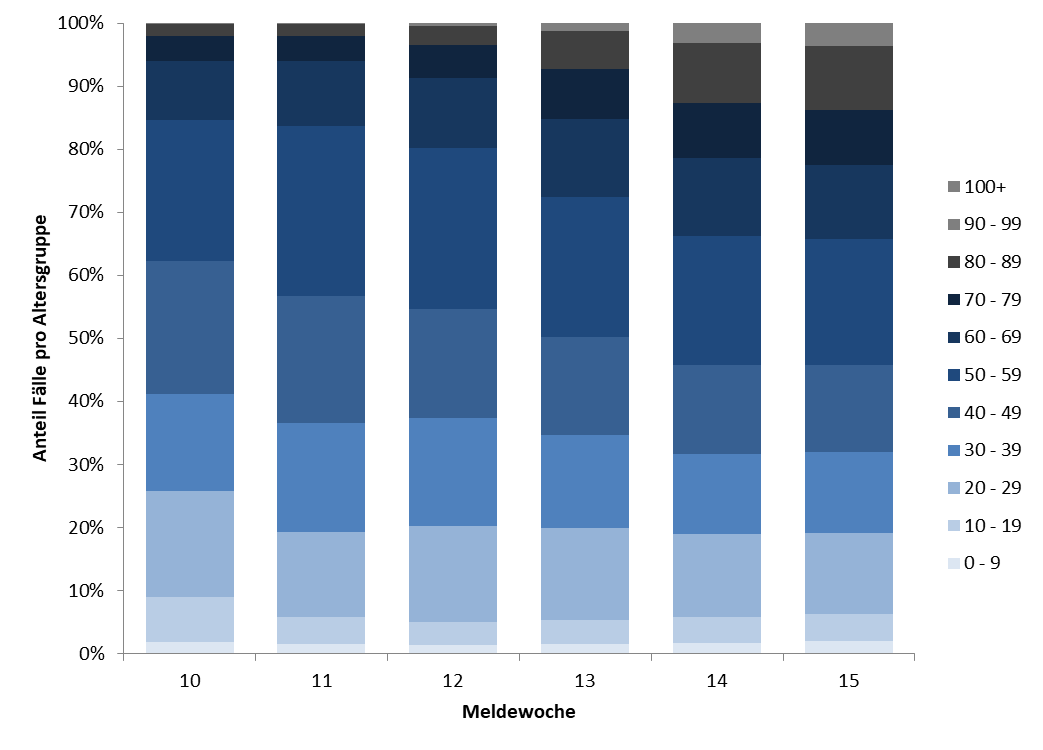 100%
90%
80%
70%
60%
50%
40%
30%
20%
10%
0%
Anteil Fälle pro Altersgruppe
10 11 12 13 14 15
Meldewoche
100+
90 - 99
80 - 89
70 - 79
60 - 69
50 - 59
40 - 49
30 - 39
20 - 29
10 - 19
0 - 9